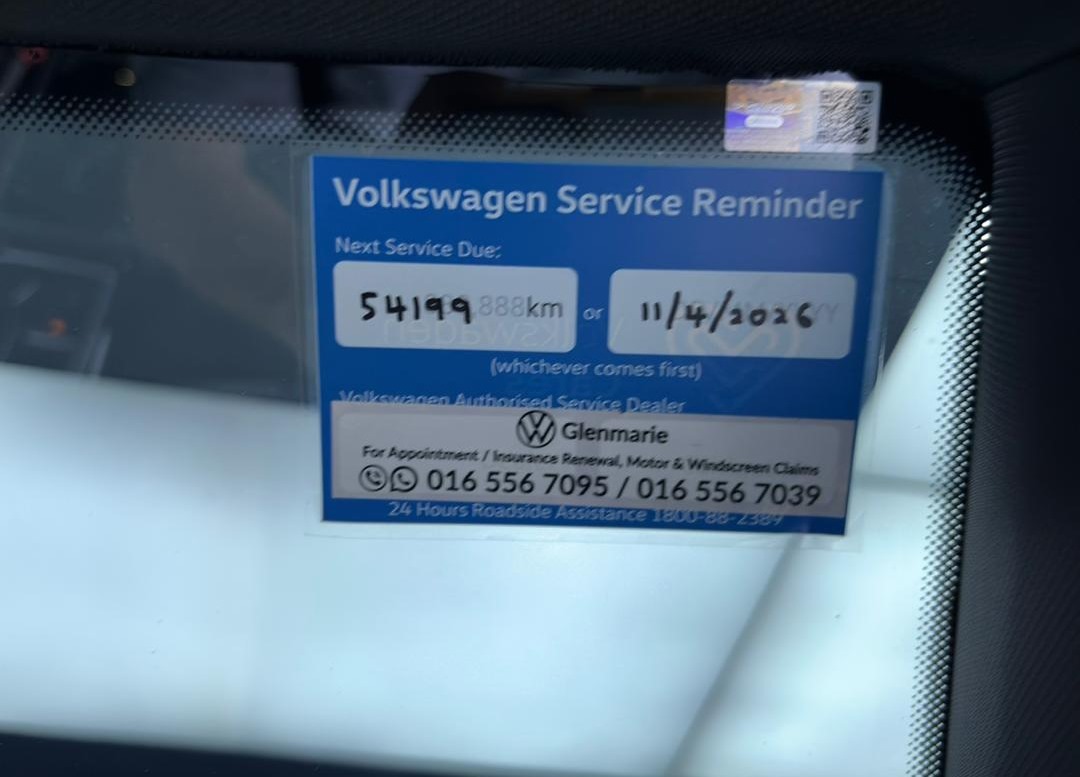 Volkswagen Service Reminder
Next Service Due:
54199 km or 11/4/2026
(whichever comes first)
Volkswagen Authorised Service Dealer
Glenmarie
For Appointment / Insurance Renewal, Motor & Windscreen Claims
016 556 7095 / 016 556 7039
24 Hours Roadside Assistance 1800-88-2389